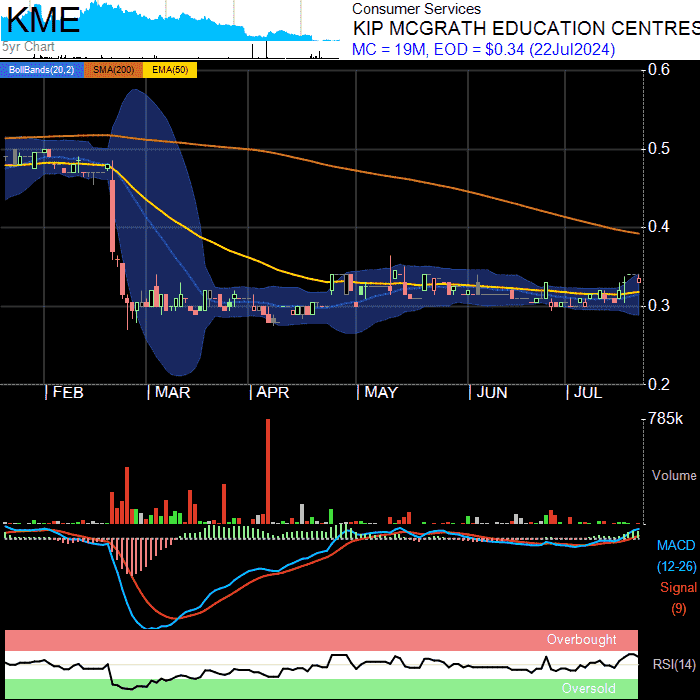 KME
Consumer Services
KIP MCGRATH EDUCATION CENTRES
5yr Chart
MC = 19M, EOD = $0.34 (22Jul2024)
BollBands(20,2) SMA(200) EMA(50)
0.6
0.5
0.4
0.3
0.2
FEB MAR APR MAY JUN JUL
785k
Volume
MACD
(12-26)
Signal
(9)
Overbought
RSI(14)
Oversold